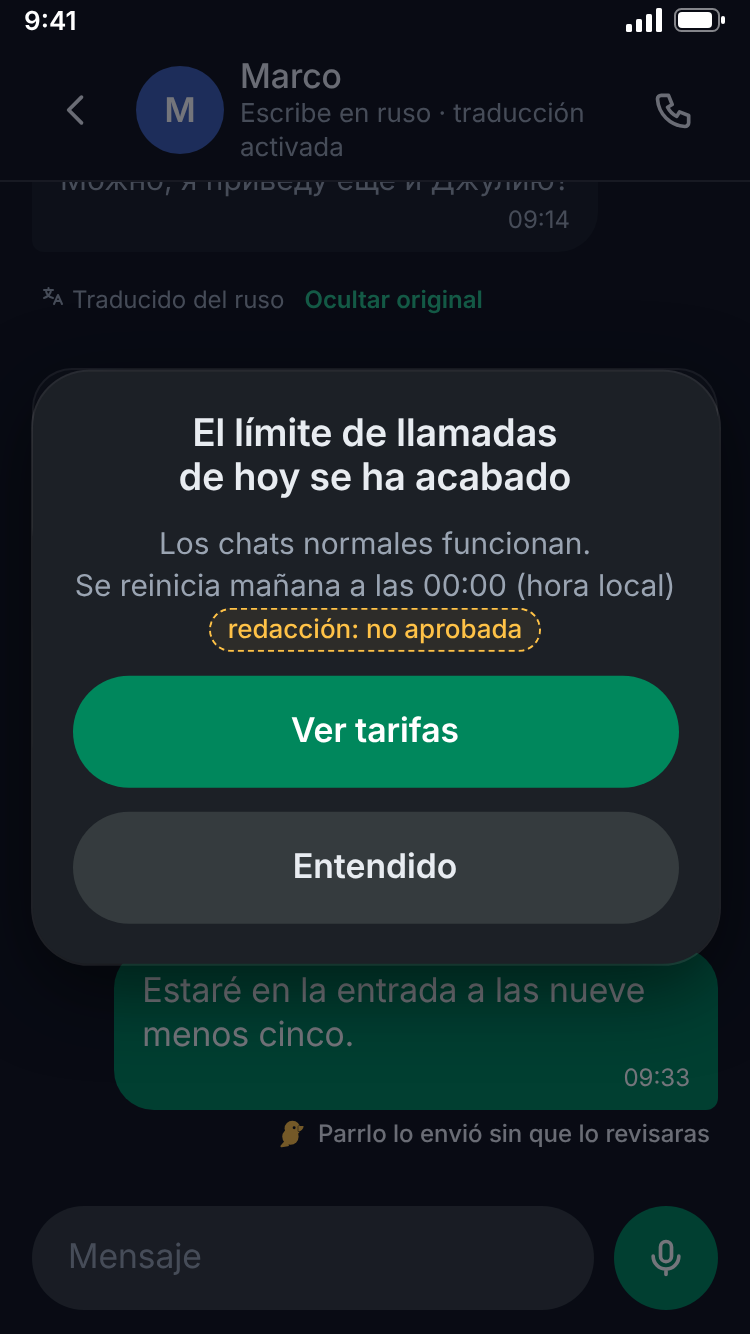 9:41
M
Marco
Escribe en ruso · traducción
activada
Можно, я приведу ещё и Джулию?
09:14
Traducido del ruso Ocultar original
El límite de llamadas
de hoy se ha acabado
Los chats normales funcionan.
Se reinicia mañana a las 00:00 (hora local)
redacción: no aprobada
Ver tarifas
Entendido
Estaré en la entrada a las nueve
menos cinco.
09:33
Parrlo lo envió sin que lo revisaras
Mensaje